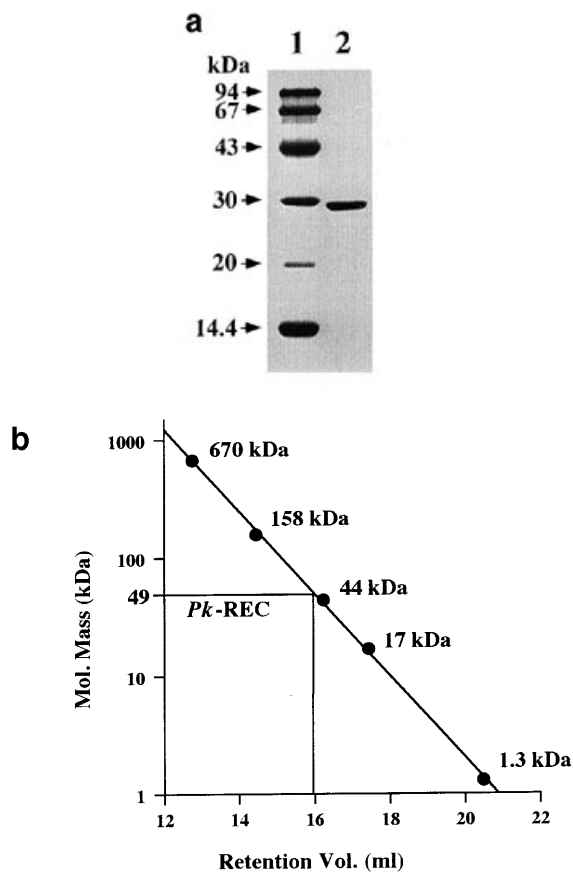 a
1 2
kDa
94
67
43
30
20
14.4
b
1000
670 kDa
158 kDa
100
49
44 kDa
Pk-REC
17 kDa
10
1.3 kDa
1
12 14 16 18 20 22
Mol. Mass (kDa)
Retention Vol. (ml)